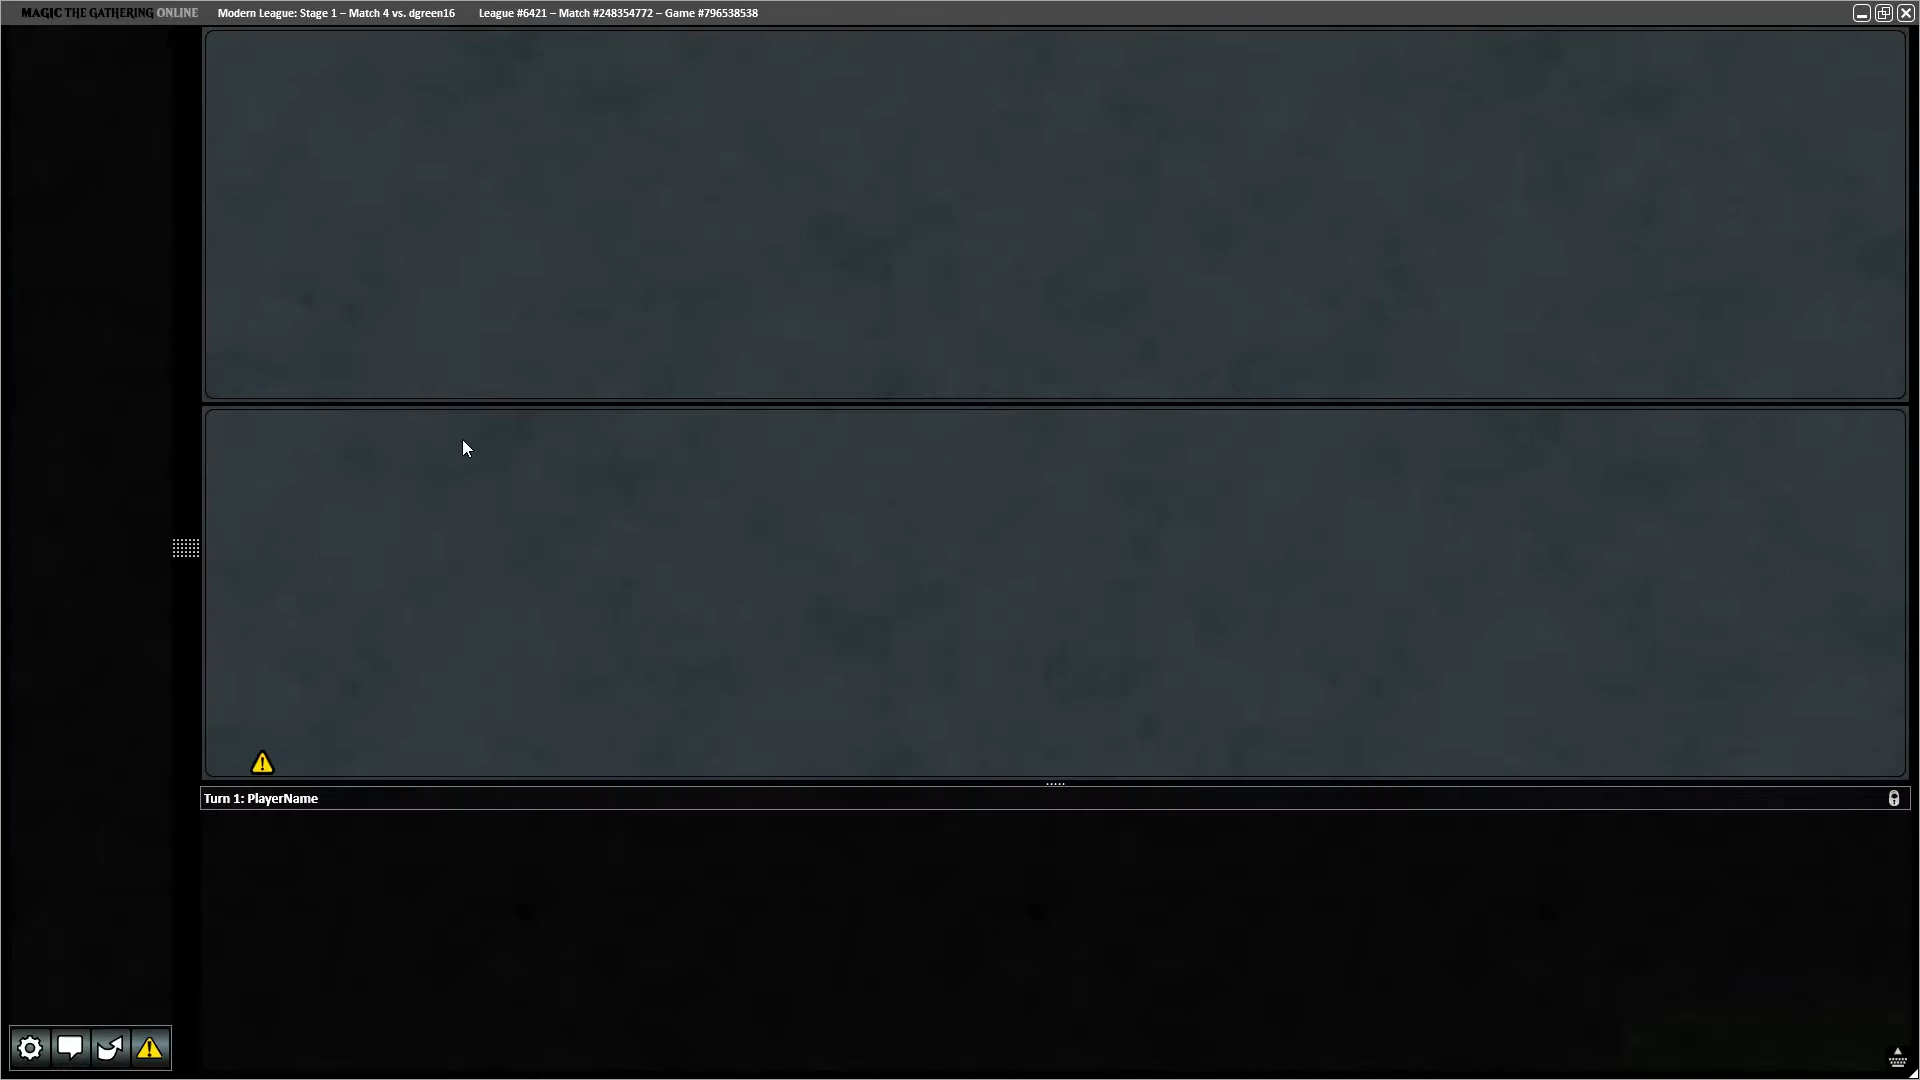 MAGIC THE GATHERING ONLINE Modern League: Stage 1 – Match 4 vs. dgreen16 League #6421 – Match #248354772 – Game #796538538
Turn 1: PlayerName